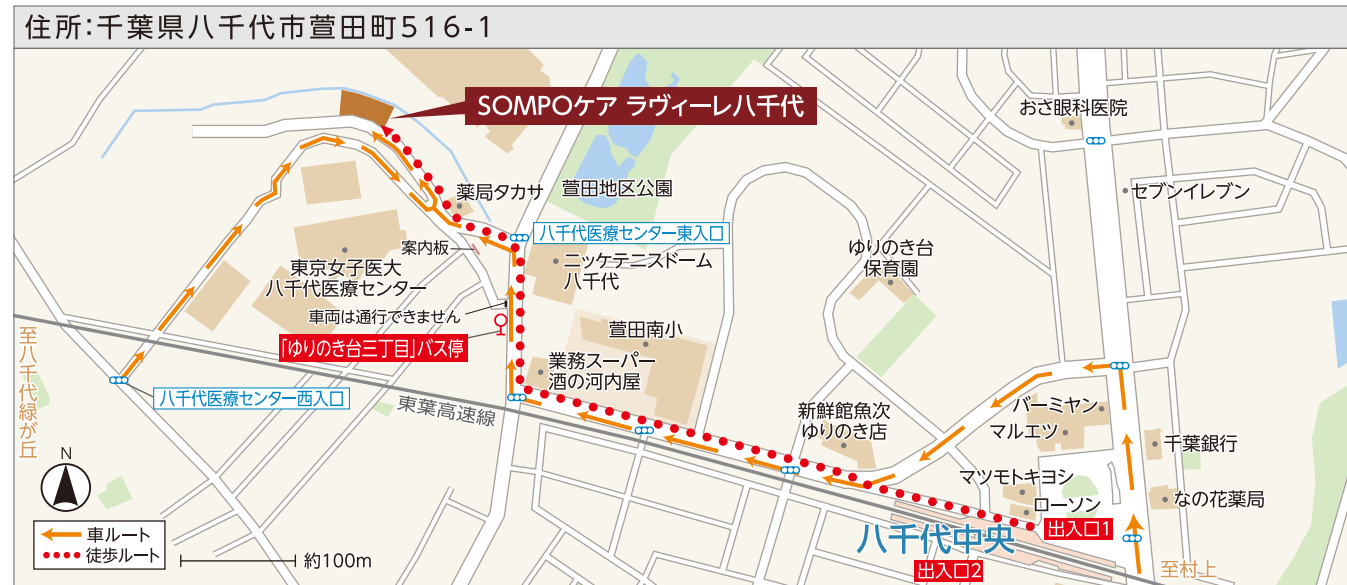 住所:千葉県八千代市萱田町516-1
SOMPOケア ラヴィーレ八千代
おさ眼科医院
セブンイレブン
薬局タカサ
萱田地区公園
八千代医療センター東入口
案内板
東京女子医大
八千代医療センター
ニッケテニスドーム
八千代
ゆりのき台
保育園
車両は通行できません
「ゆりのき台三丁目」バス停
萱田南小
業務スーパー
酒の河内屋
至八千代緑が丘
八千代医療センター西入口
東葉高速線
新鮮館魚次
ゆりのき店
バーミヤン
マルエツ
千葉銀行
マツモトキヨシ
ローソン
なの花薬局
出入口1
八千代中央
出入口2
至村上
N
車ルート
徒歩ルート
約100m